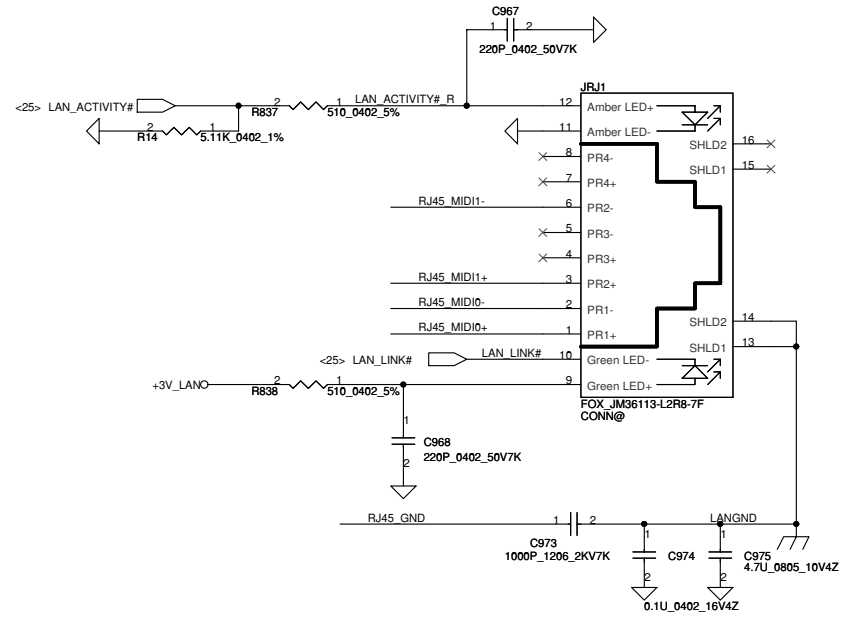 C967
1 2
220P_0402_50V7K
JRJ1
<25> LAN_ACTIVITY#
2 1
R837
510_0402_5%
LAN_ACTIVITY#_R
12 Amber LED+
2 1
R14
5.11K_0402_1%
11 Amber LED-
SHLD2 16
8 PR4-
SHLD1 15
7 PR4+
RJ45_MIDI1- 6 PR2-
5 PR3-
4 PR3+
RJ45_MIDI1+ 3 PR2+
RJ45_MIDI0- 2 PR1-
SHLD2 14
RJ45_MIDI0+ 1 PR1+
SHLD1 13
<25> LAN_LINK# LAN_LINK# 10 Green LED-
+3V_LAN 2 1 9 Green LED+
R838
510_0402_5%
FOX_JM36113-L2R8-7F
CONN@
1
C968
2
220P_0402_50V7K
RJ45_GND 1 2 LANGND
C973
1000P_1206_2KV7K
1 1
C974 C975
4.7U_0805_10V4Z
2 2
0.1U_0402_16V4Z